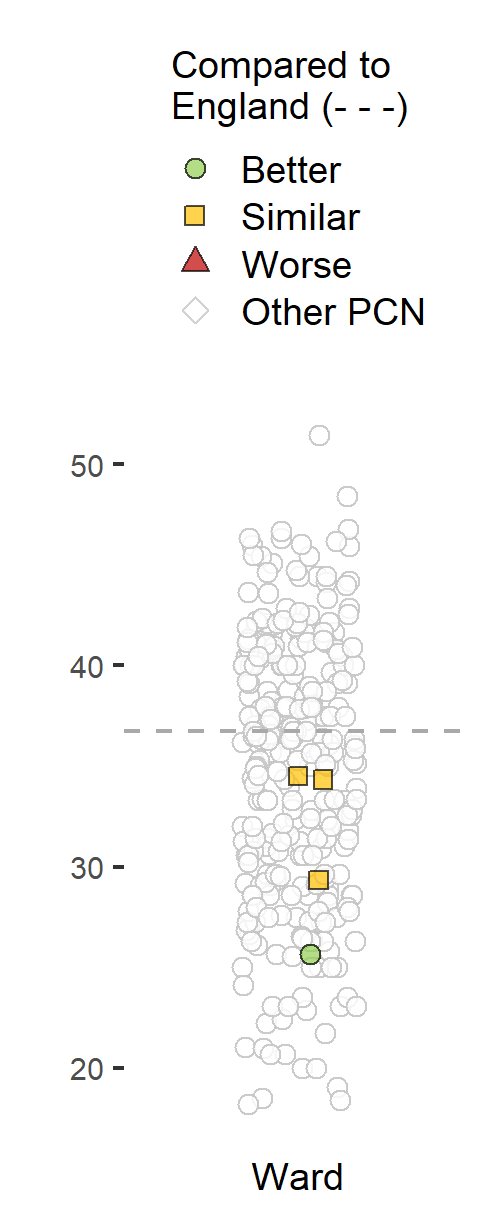 Compared to
England (- - -)
Better
Similar
Worse
Other PCN
50
40
30
20
Ward